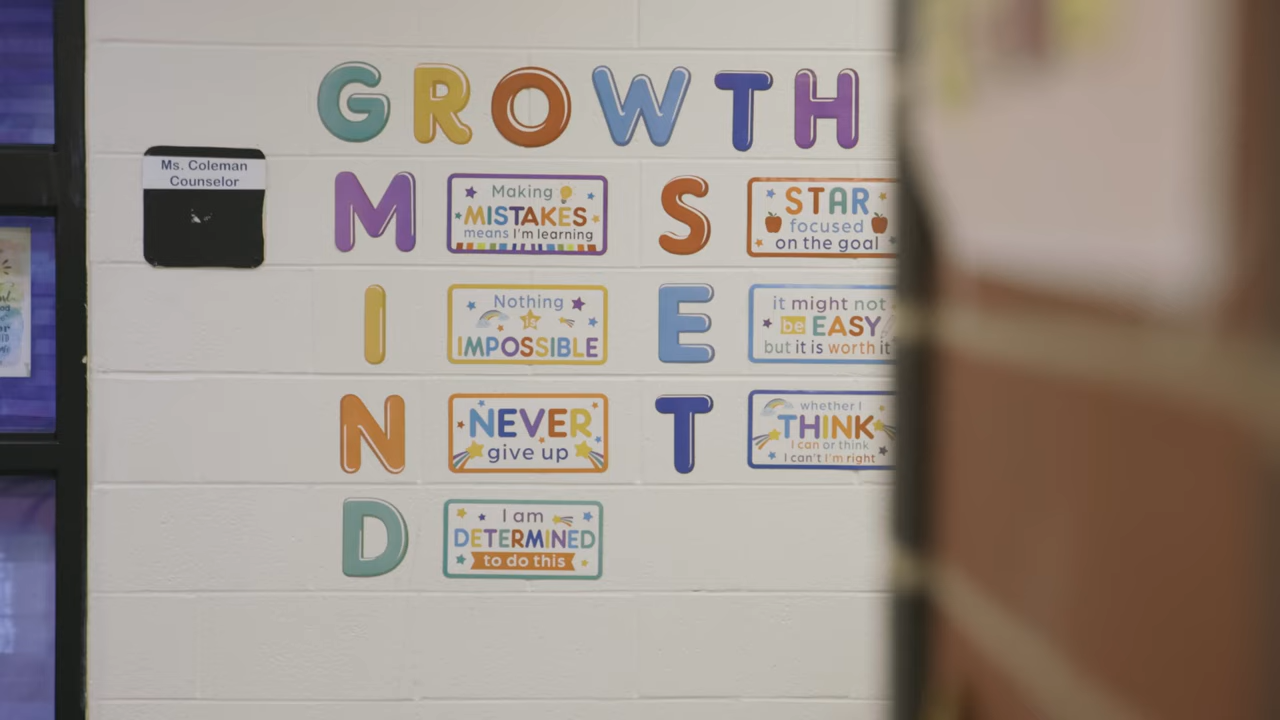 GROWTH
Ms. Coleman
Counselor
M
Making
MISTAKES
means I'm learning
S
STAR
focused
on the goal
I
Nothing
is
IMPOSSIBLE
E
it might not
be EASY
but it is worth it
N
NEVER
give up
T
whether I
THINK
I can or think
I can't I'm right
D
I am
DETERMINED
to do this